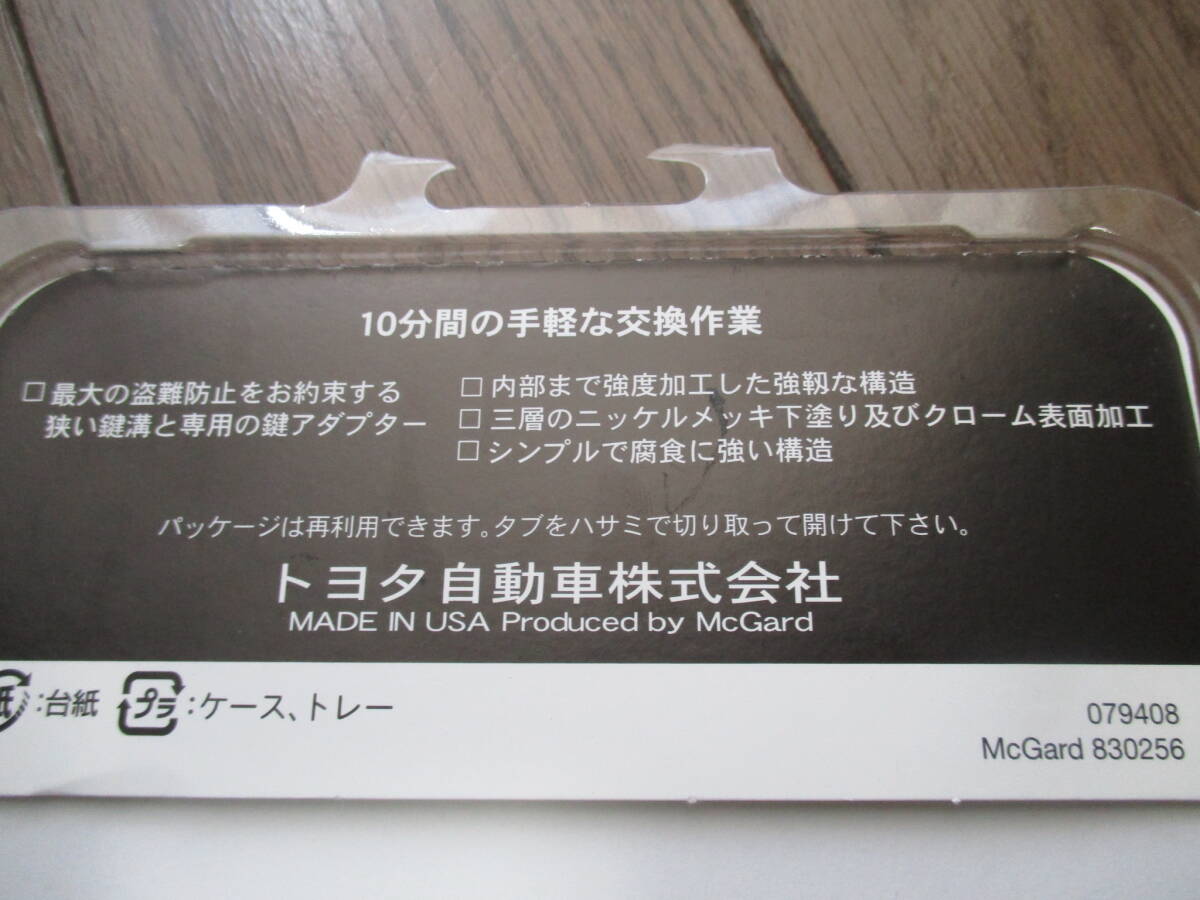 10分間の手軽な交換作業
□ 最大の盗難防止をお約束する
狭い鍵溝と専用の鍵アダプター
□ 内部まで強度加工した強靱な構造
□ 三層のニッケルメッキ下塗り及びクローム表面加工
□ シンプルで腐食に強い構造
パッケージは再利用できます。タブをハサミで切り取って開けて下さい。
トヨタ自動車株式会社
MADE IN USA Produced by McGard
紙:台紙 プラ:ケース、トレー
079408
McGard 830256